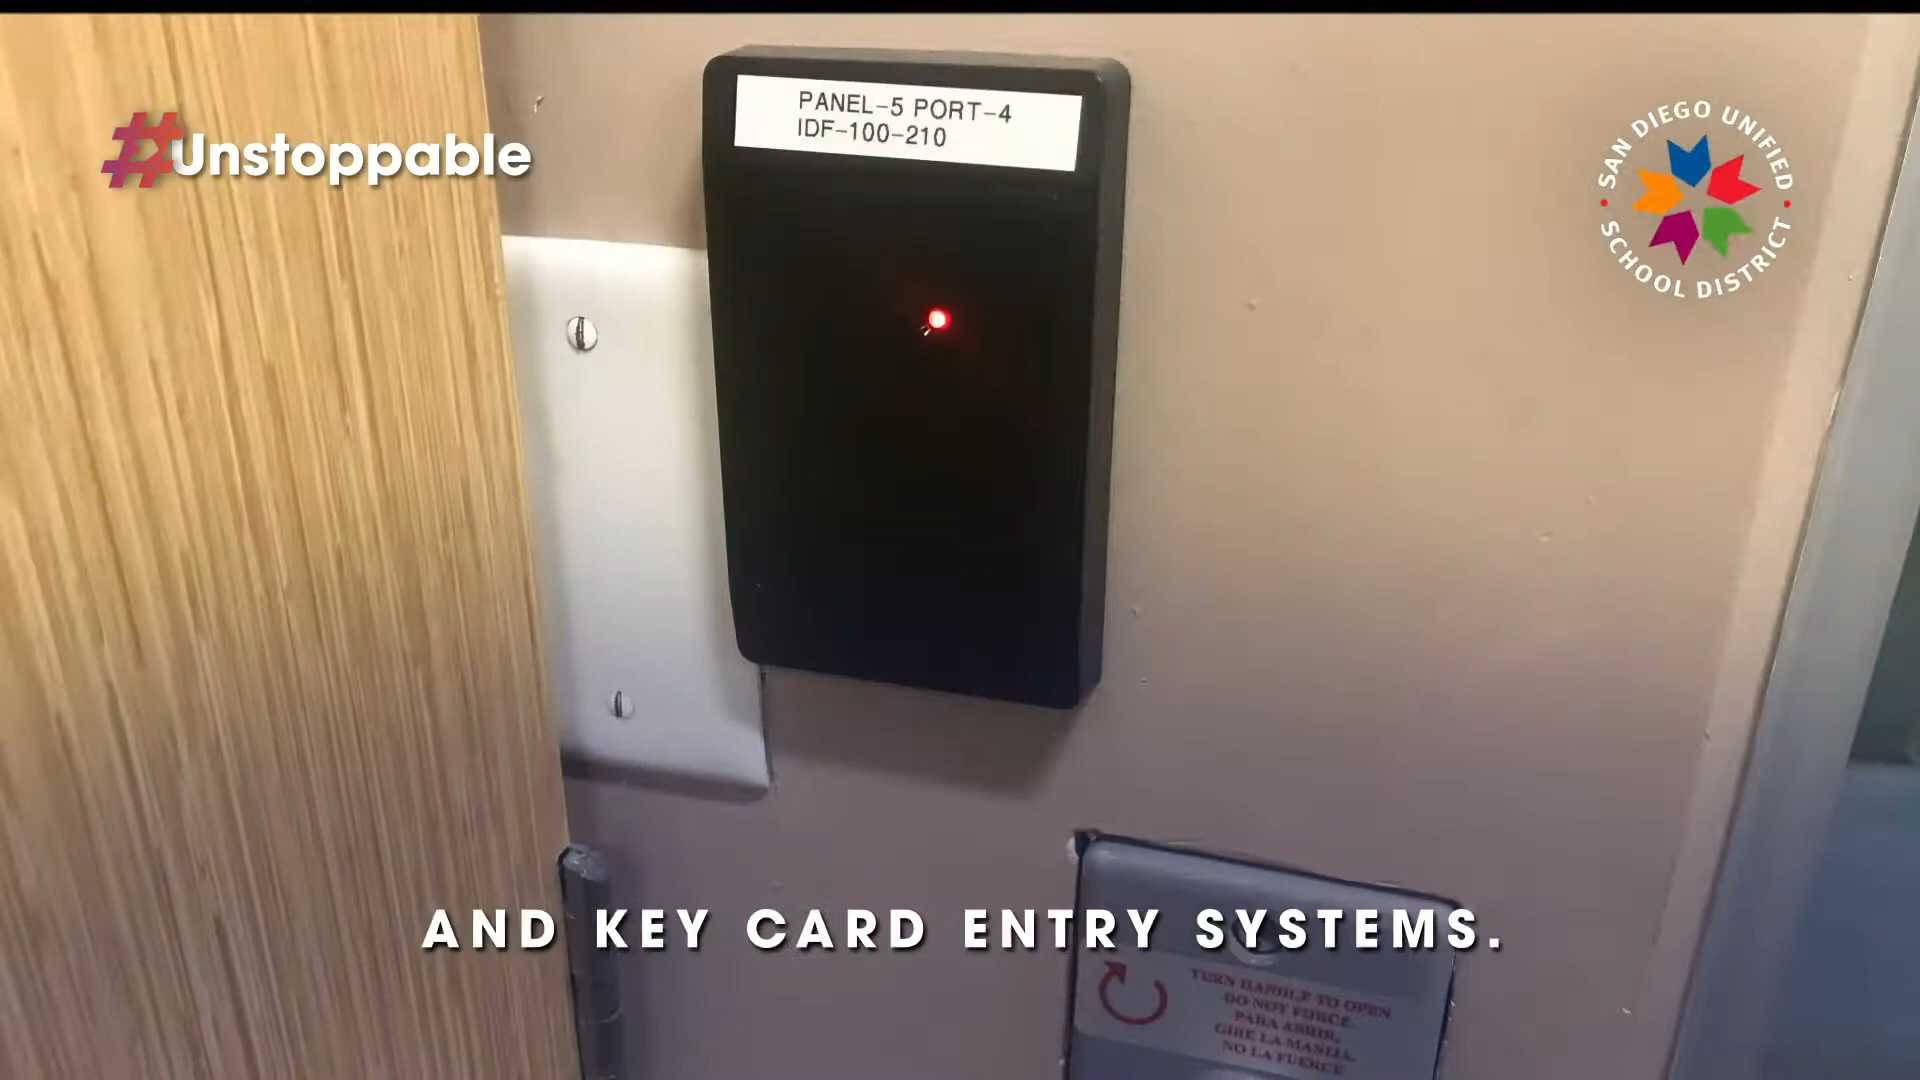 PANEL-5 PORT-4
IDF-100-210
#Unstoppable
SAN DIEGO UNIFIED
SCHOOL DISTRICT
AND KEY CARD ENTRY SYSTEMS.
TURN HANDLE TO OPEN
DO NOT FORCE.
PARA ABRIR,
GIRE LA MANIJA.
NO LA FUERCE